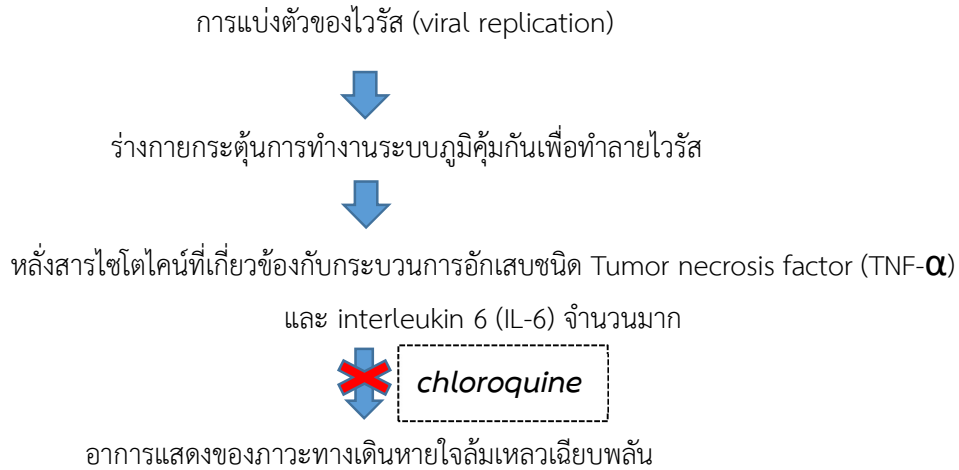 การแบ่งตัวของไวรัส (viral replication)
ร่างกายกระตุ้นการทำงานระบบภูมิคุ้มกันเพื่อทำลายไวรัส
หลั่งสารไซโตไคน์ที่เกี่ยวข้องกับกระบวนการอักเสบชนิด Tumor necrosis factor (TNF-α)
และ interleukin 6 (IL-6) จำนวนมาก
chloroquine
อาการแสดงของภาวะทางเดินหายใจล้มเหลวเฉียบพลัน